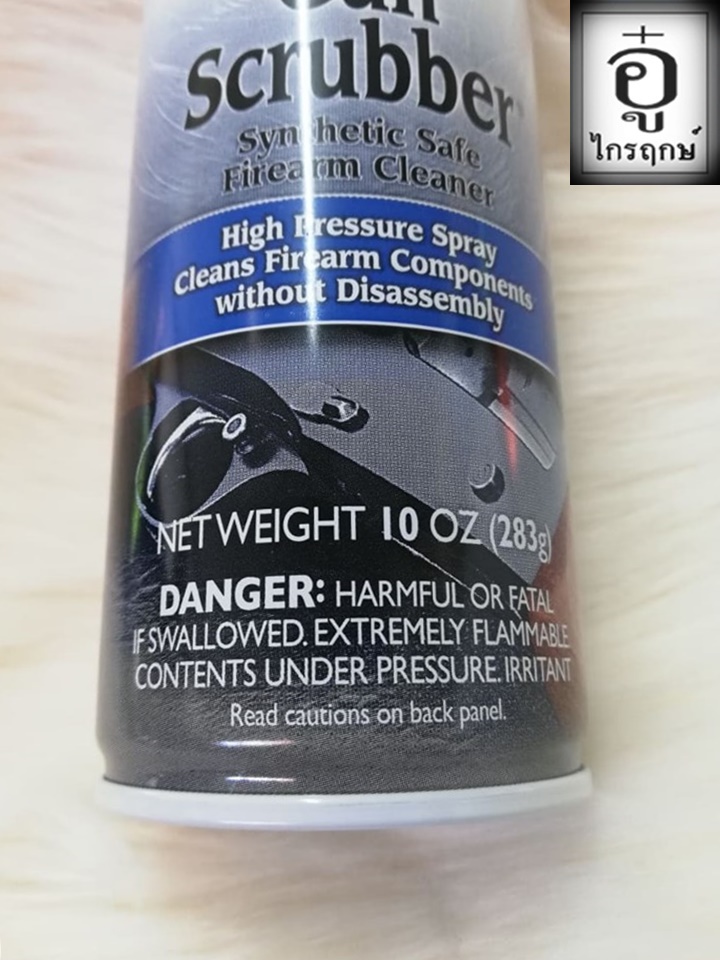 Gun
Scrubber
Synthetic Safe
Firearm Cleaner
High Pressure Spray
Cleans Firearm Components
without Disassembly
NET WEIGHT 10 OZ (283g)
DANGER: HARMFUL OR FATAL
IF SWALLOWED. EXTREMELY FLAMMABLE.
CONTENTS UNDER PRESSURE. IRRITANT
Read cautions on back panel.
อู๋
ไกรฤกษ์